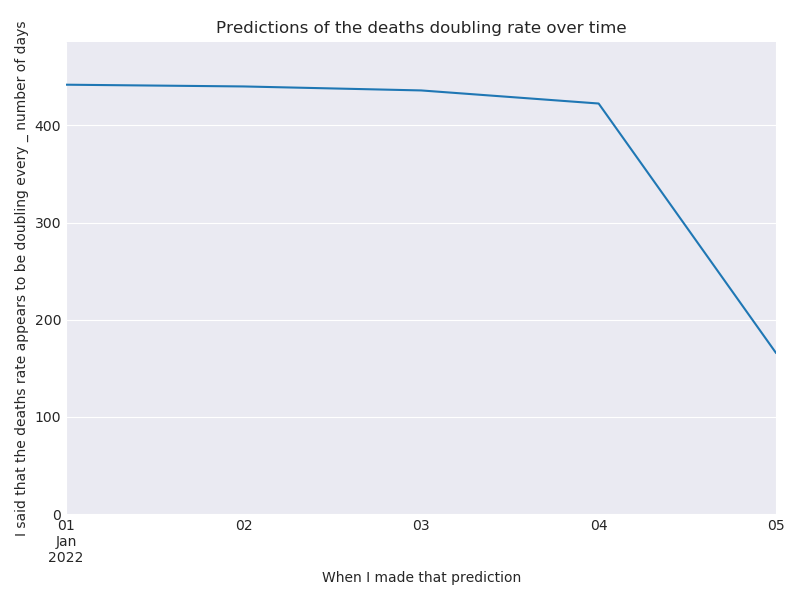 Predictions of the deaths doubling rate over time
I said that the deaths rate appears to be doubling every _ number of days
400
300
200
100
0
01 02 03 04 05
Jan
2022
When I made that prediction